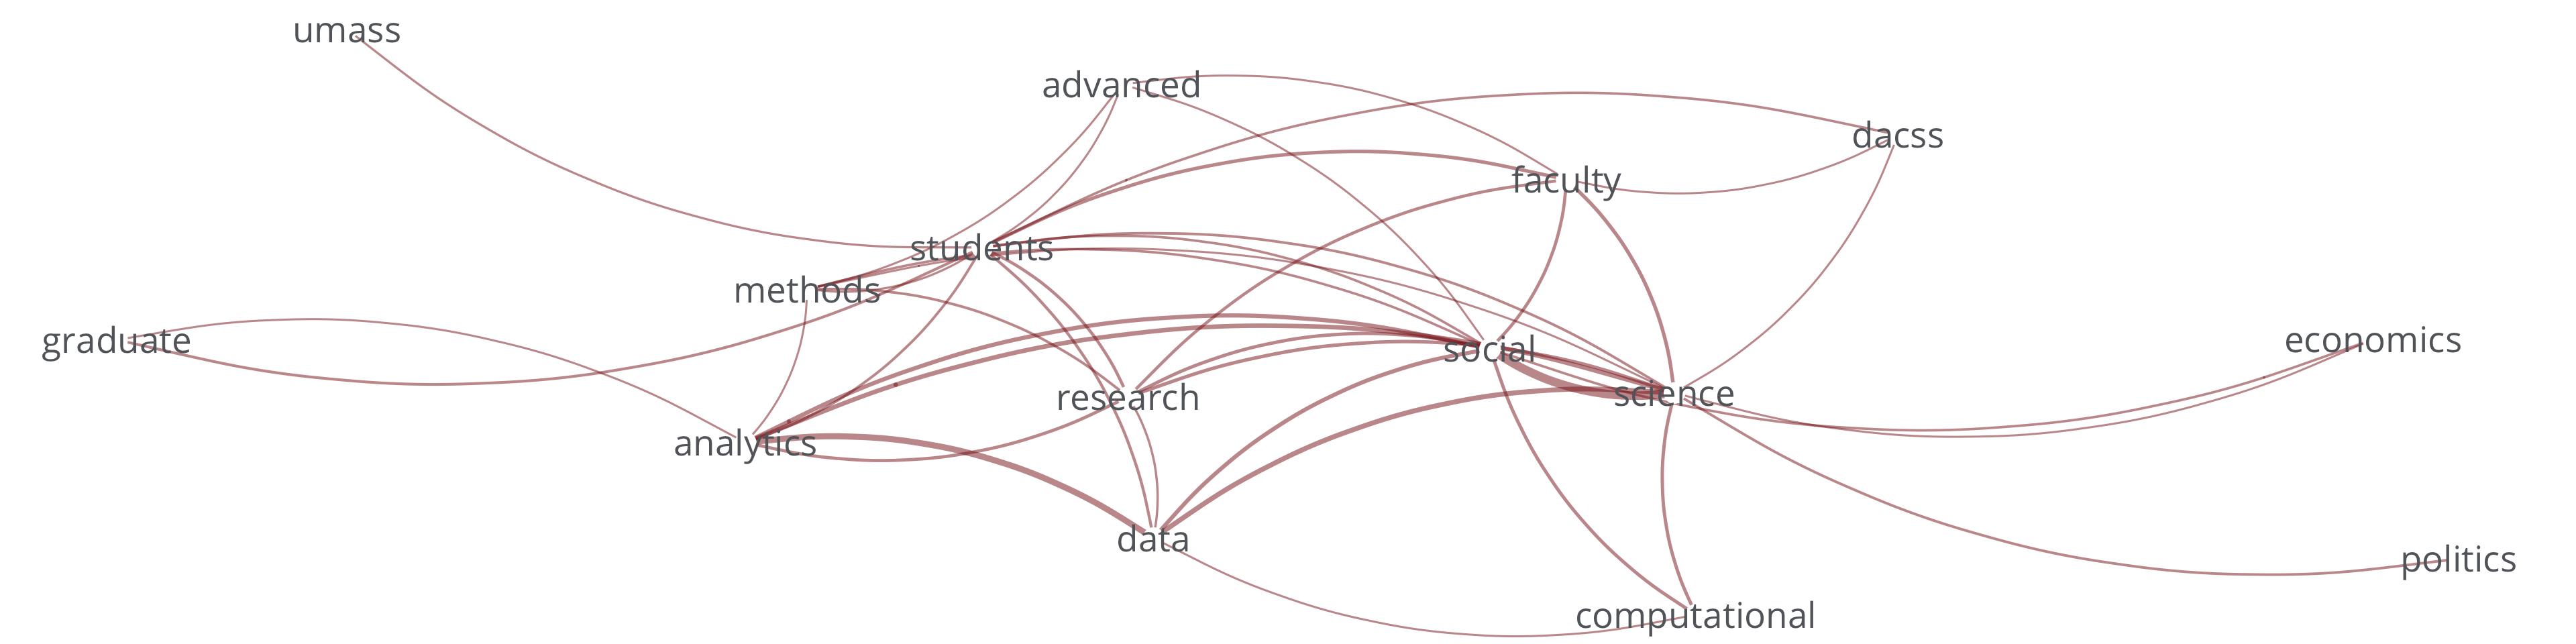 umass
advanced
dacss
faculty
students
methods
graduate
economics
social
science
research
analytics
data
politics
computational